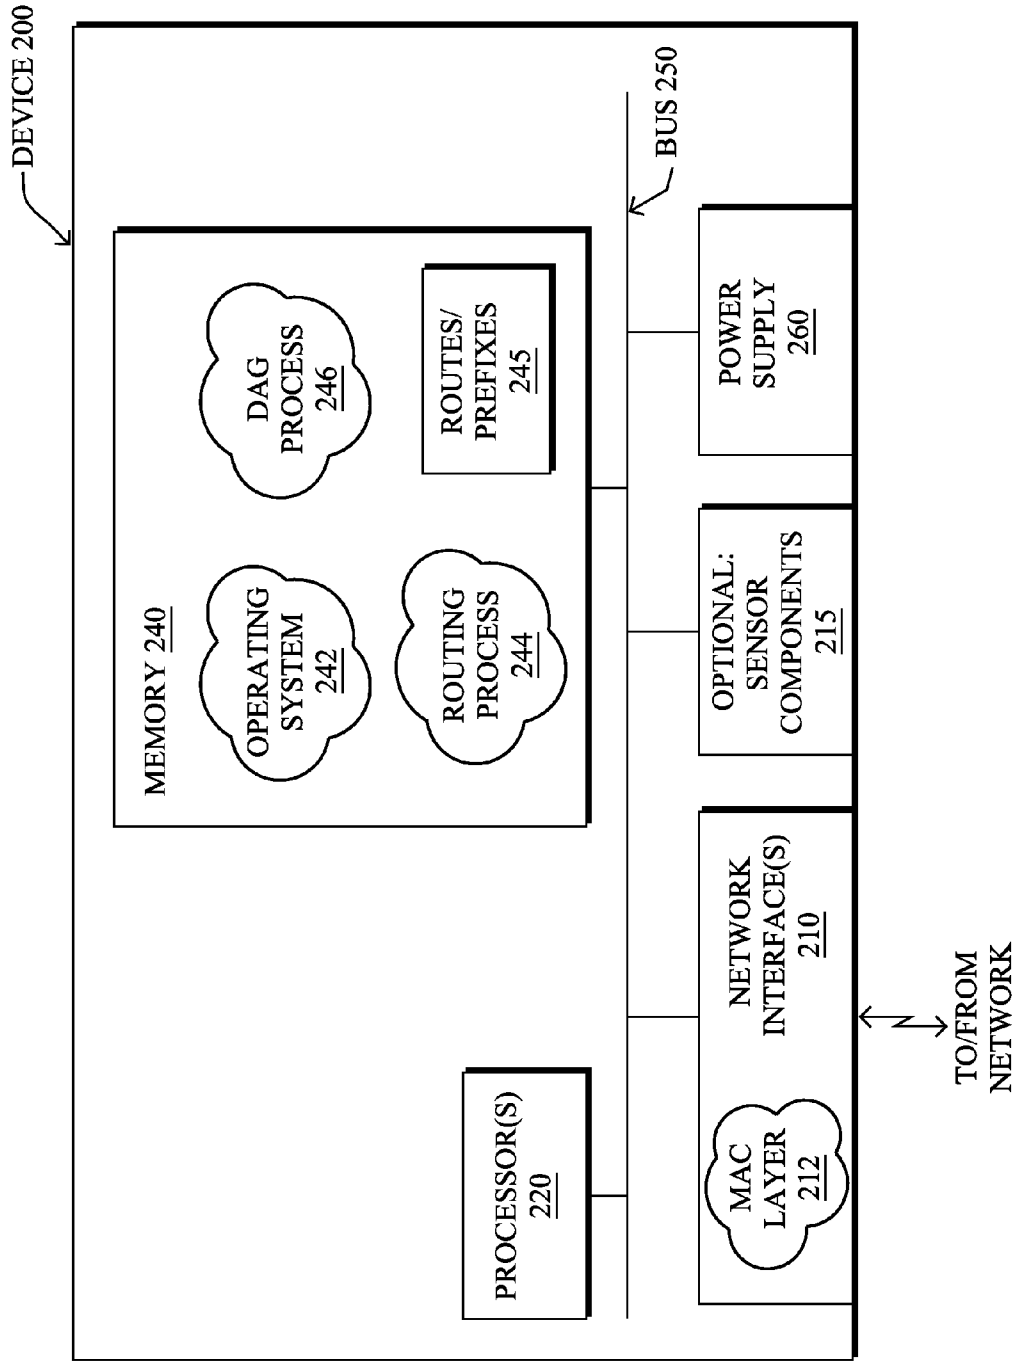 DEVICE 200
MEMORY 240
OPERATING
SYSTEM
242
DAG
PROCESS
246
ROUTING
PROCESS
244
ROUTES/
PREFIXES
245
PROCESSOR(S)
220
BUS 250
MAC
LAYER
212
NETWORK
INTERFACE(S)
210
OPTIONAL:
SENSOR
COMPONENTS
215
POWER
SUPPLY
260
TO/FROM
NETWORK